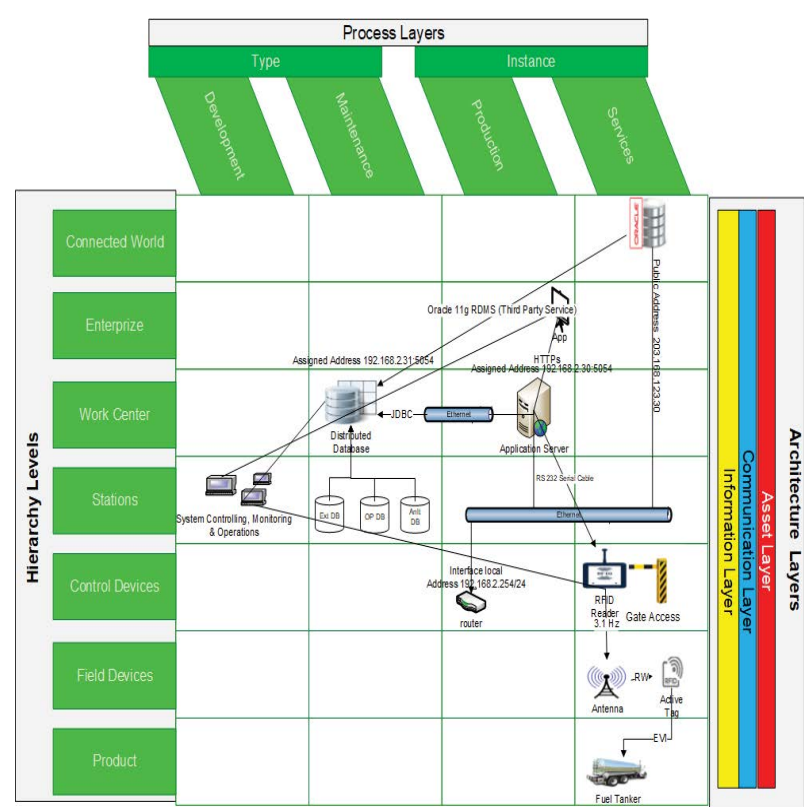 Process Layers
Type
Instance
Development
Maintenance
Production
Services
Hierarchy Levels
Connected World
Enterprize
Work Center
Stations
Control Devices
Field Devices
Product
Architecture Layers
Information Layer
Communication Layer
Asset Layer
ORACLE
Public Address 203.168.123.30
Oracle 11g RDMS (Third Party Service)
App
HTTPs
Assigned Address 192.168.2.31:5054
Assigned Address 192.168.2.30:5054
JDBC
Ethernet
Distributed
Database
Application Server
RS 232 Serial Cable
System Controlling, Monitoring
& Operations
Ext DB
OP DB
Anlt
DB
Ethernet
Interface local
Address 192.168.2.254/24
router
RFID
Reader
3.1 Hz
Gate Access
Antenna
RW
RFID
Active
Tag
EVI
Fuel Tanker